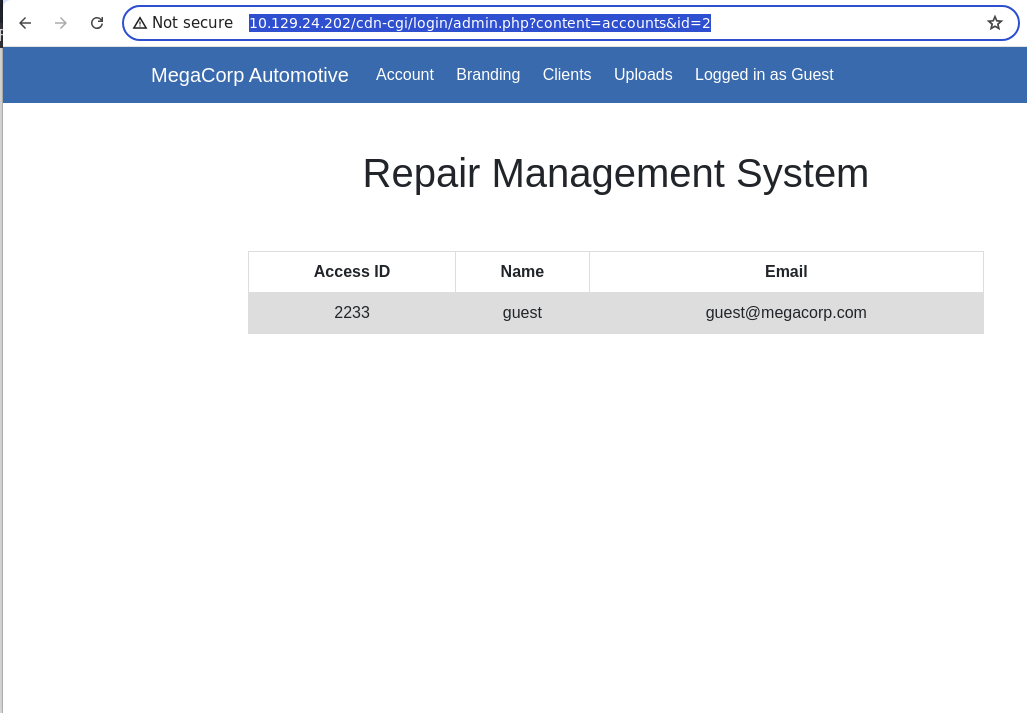 Not secure 10.129.24.202/cdn-cgi/login/admin.php?content=accounts&id=2
MegaCorp Automotive Account Branding Clients Uploads Logged in as Guest
Repair Management System
Access ID Name Email
2233 guest guest@megacorp.com